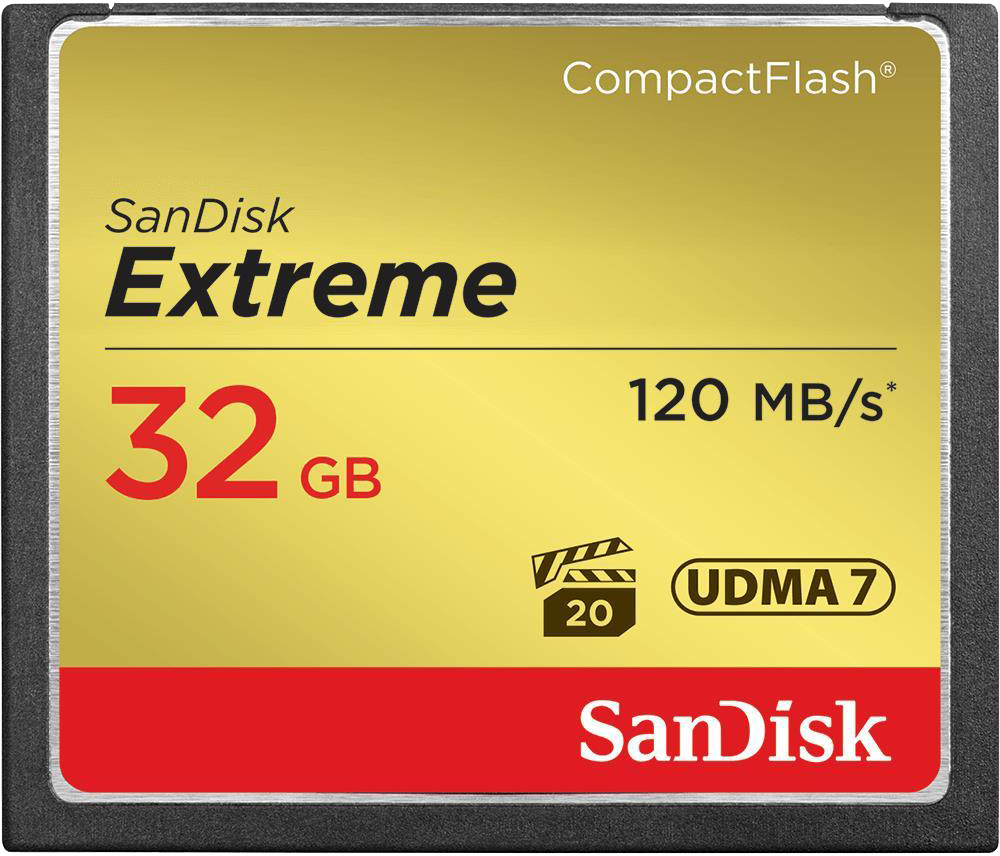 CompactFlash®
SanDisk
Extreme
32 GB
120 MB/s*
20
UDMA 7
SanDisk